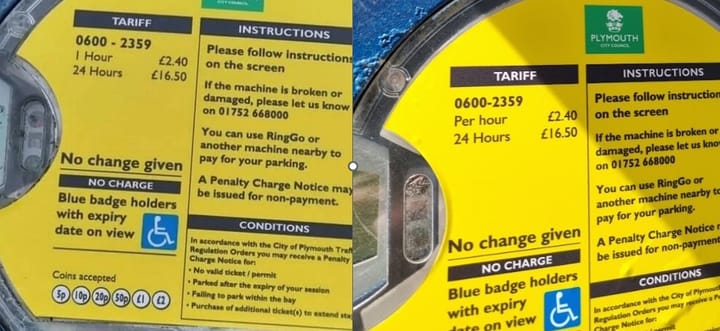 CITY COUNCIL
TARIFF
0600 - 2359
1 Hour £2.40
24 Hours £16.50
No change given
NO CHARGE
Blue badge holders
with expiry
date on view
Coins accepted
5p 10p 20p 50p £1 £2
INSTRUCTIONS
Please follow instructions
on the screen
If the machine is broken or
damaged, please let us know
on 01752 668000
You can use RingGo or
another machine nearby to
pay for your parking.
A Penalty Charge Notice may
be issued for non-payment.
CONDITIONS
In accordance with the City of Plymouth Traf
Regulation Orders you may receive a Penalty
Charge Notice for:
• No valid ticket / permit
• Parked after the expiry of your session
• Failing to park within the bay
• Purchase of additional ticket(s) to extend sta
PLYMOUTH
CITY COUNCIL
TARIFF
0600-2359
Per hour £2.40
24 Hours £16.50
No change given
NO CHARGE
Blue badge holders
with expiry
date on view
INSTRUCTIONS
Please follow instruction
on the screen
If the machine is broken or
damaged, please let us kno
on 01752 668000
You can use RingGo or
another machine nearby to
pay for your parking.
A Penalty Charge Notice
be issued for non-payment
CONDITIONS
In accordance with the City of Plymout
Regulation Orders you may receive a P
Charge Notice for: